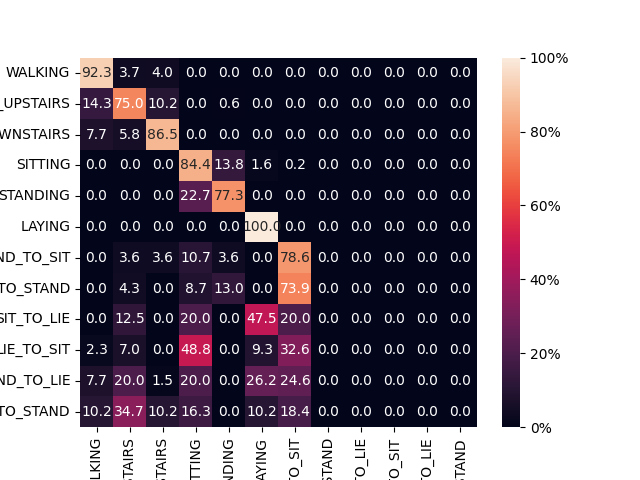 WALKING 92.3 3.7 4.0 0.0 0.0 0.0 0.0 0.0 0.0 0.0 0.0 0.0 100%
_UPSTAIRS 14.3 75.0 10.2 0.0 0.6 0.0 0.0 0.0 0.0 0.0 0.0 0.0
WNSTAIRS 7.7 5.8 86.5 0.0 0.0 0.0 0.0 0.0 0.0 0.0 0.0 0.0 80%
SITTING 0.0 0.0 0.0 84.4 13.8 1.6 0.2 0.0 0.0 0.0 0.0 0.0
STANDING 0.0 0.0 0.0 22.7 77.3 0.0 0.0 0.0 0.0 0.0 0.0 0.0 60%
LAYING 0.0 0.0 0.0 0.0 0.0 100.0 0.0 0.0 0.0 0.0 0.0 0.0
ND_TO_SIT 0.0 3.6 3.6 10.7 3.6 0.0 78.6 0.0 0.0 0.0 0.0 0.0 40%
TO_STAND 0.0 4.3 0.0 8.7 13.0 0.0 73.9 0.0 0.0 0.0 0.0 0.0
SIT_TO_LIE 0.0 12.5 0.0 20.0 0.0 47.5 20.0 0.0 0.0 0.0 0.0 0.0
LIE_TO_SIT 2.3 7.0 0.0 48.8 0.0 9.3 32.6 0.0 0.0 0.0 0.0 0.0 20%
ND_TO_LIE 7.7 20.0 1.5 20.0 0.0 26.2 24.6 0.0 0.0 0.0 0.0 0.0
TO_STAND 10.2 34.7 10.2 16.3 0.0 10.2 18.4 0.0 0.0 0.0 0.0 0.0 0%
LKING TAIRS STAIRS TTING NDING AYING TO_SIT STAND TO_LIE TO_SIT TO_LIE TAND